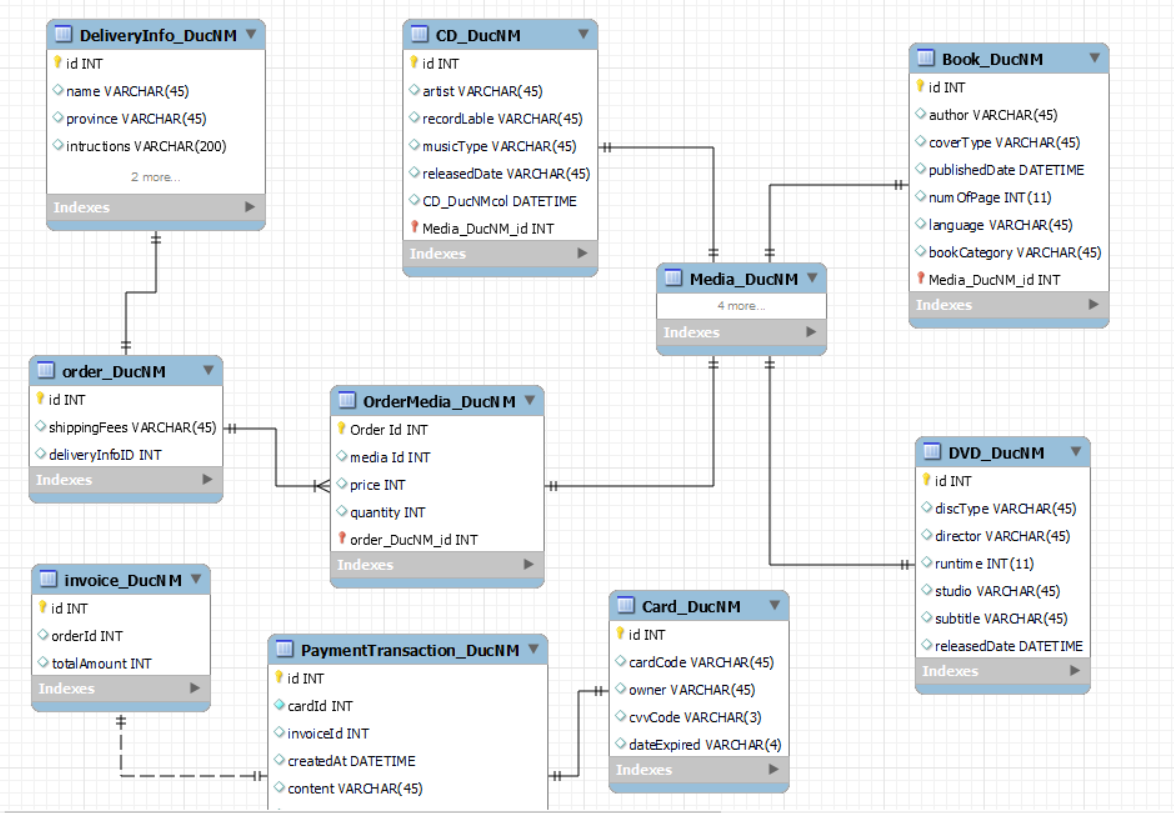 DeliveryInfo_DucNM
id INT
name VARCHAR(45)
province VARCHAR(45)
intructions VARCHAR(200)
2 more...
Indexes
CD_DucNM
id INT
artist VARCHAR(45)
recordLable VARCHAR(45)
musicType VARCHAR(45)
releasedDate VARCHAR(45)
CD_DucNMcol DATETIME
Media_DucNM_id INT
Indexes
Book_DucNM
id INT
author VARCHAR(45)
coverType VARCHAR(45)
publishedDate DATETIME
numOfPage INT(11)
language VARCHAR(45)
bookCategory VARCHAR(45)
Media_DucNM_id INT
Indexes
Media_DucNM
4 more...
Indexes
order_DucNM
id INT
shippingFees VARCHAR(45)
deliveryInfoID INT
Indexes
OrderMedia_DucNM
Order Id INT
media Id INT
price INT
quantity INT
order_DucNM_id INT
Indexes
DVD_DucNM
id INT
discType VARCHAR(45)
director VARCHAR(45)
runtime INT(11)
studio VARCHAR(45)
subtitle VARCHAR(45)
releasedDate DATETIME
Indexes
invoice_DucNM
id INT
orderId INT
totalAmount INT
Indexes
PaymentTransaction_DucNM
id INT
cardId INT
invoiceId INT
createdAt DATETIME
content VARCHAR(45)
Card_DucNM
id INT
cardCode VARCHAR(45)
owner VARCHAR(45)
cvvCode VARCHAR(3)
dateExpired VARCHAR(4)
Indexes